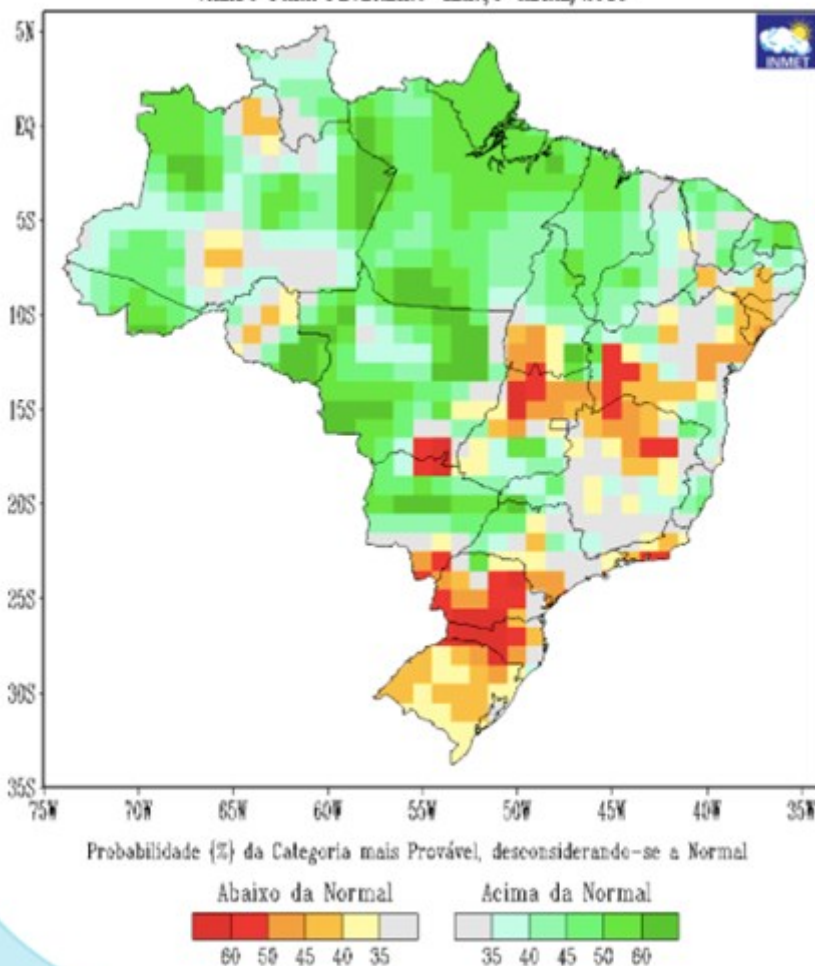 INMET
5N
EQ
5S
10S
15S
20S
25S
30S
35S
75W 70W 65W 60W 55W 50W 45W 40W 35W
Probabilidade (%) da Categoria mais Provável, desconsiderando-se a Normal
Abaixo da Normal Acima da Normal
60 50 45 40 35 35 40 45 50 60